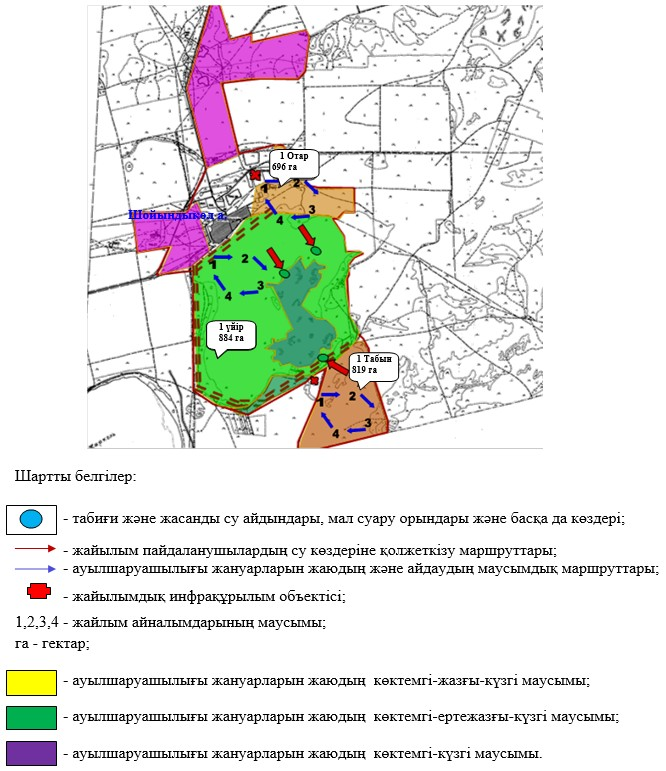 1 Отар
696 га
1 2
3
4
Шойындыкөл а.
1 2
3
4
1 үйір
884 га
1 Табын
819 га
1 2
3
4
Шартты белгілер:
- табиғи және жасанды су айдындары, мал суару орындары және басқа да көздері;
- жайылым пайдаланушылардың су көздеріне қолжеткізу маршруттары;
- ауылшаруашылығы жануарларын жаюдың және айдаудың маусымдық маршруттары;
- жайылымдық инфрақұрылым объектісі;
1,2,3,4 - жайлым айналымдарының маусымы;
га - гектар;
- ауылшаруашылығы жануарларын жаюдың көктемгі-жазғы-күзгі маусымы;
- ауылшаруашылығы жануарларын жаюдың көктемгі-ертежазғы-күзгі маусымы;
- ауылшаруашылығы жануарларын жаюдың көктемгі-күзгі маусымы.